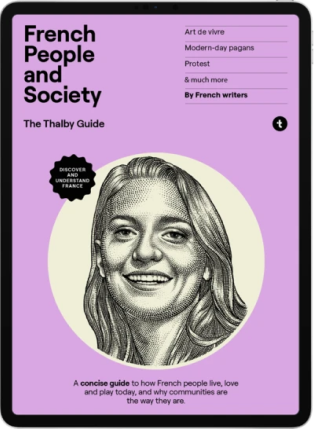 French
People
and
Society
The Thalby Guide
Art de vivre
Modern-day pagans
Protest
& much more
By French writers
t
DISCOVER
AND
UNDERSTAND
FRANCE
A concise guide to how French people live, love
and play today, and why communities are
the way they are.